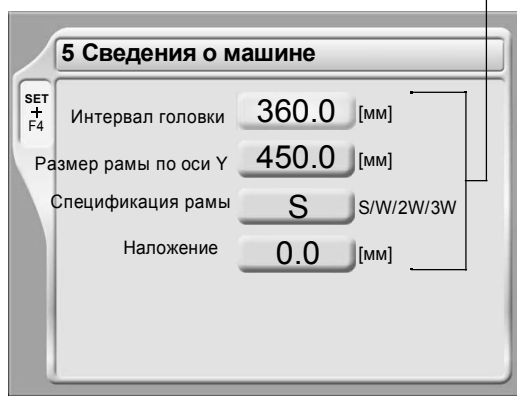 5 Сведения о машине
SET
+
F4
Интервал головки 360.0 [мм]
Размер рамы по оси Y 450.0 [мм]
Спецификация рамы S S/W/2W/3W
Наложение 0.0 [мм]